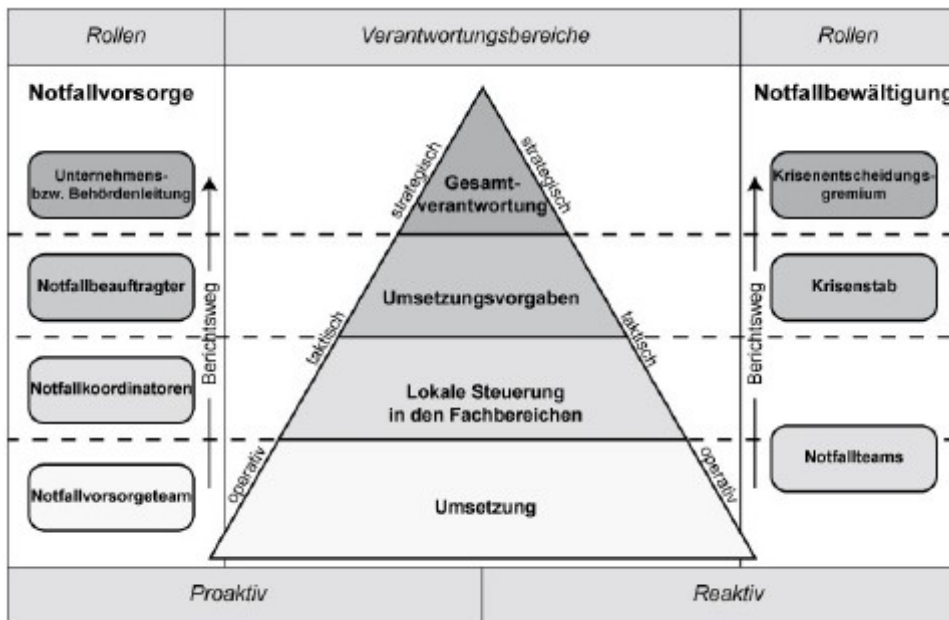 Rollen
Verantwortungsbereiche
Rollen
Notfallvorsorge
Notfallbewältigung
Unternehmens-
bzw. Behördenleitung
Notfallbeauftragter
Notfallkoordinatoren
Notfallvorsorgeteam
Berichtsweg
strategisch
strategisch
Gesamt-
verantwortung
Umsetzungsvorgaben
taktisch
taktisch
Lokale Steuerung
in den Fachbereichen
operativ
operativ
Umsetzung
Berichtsweg
Krisenentscheidungs-
gremium
Krisenstab
Notfallteams
Proaktiv
Reaktiv